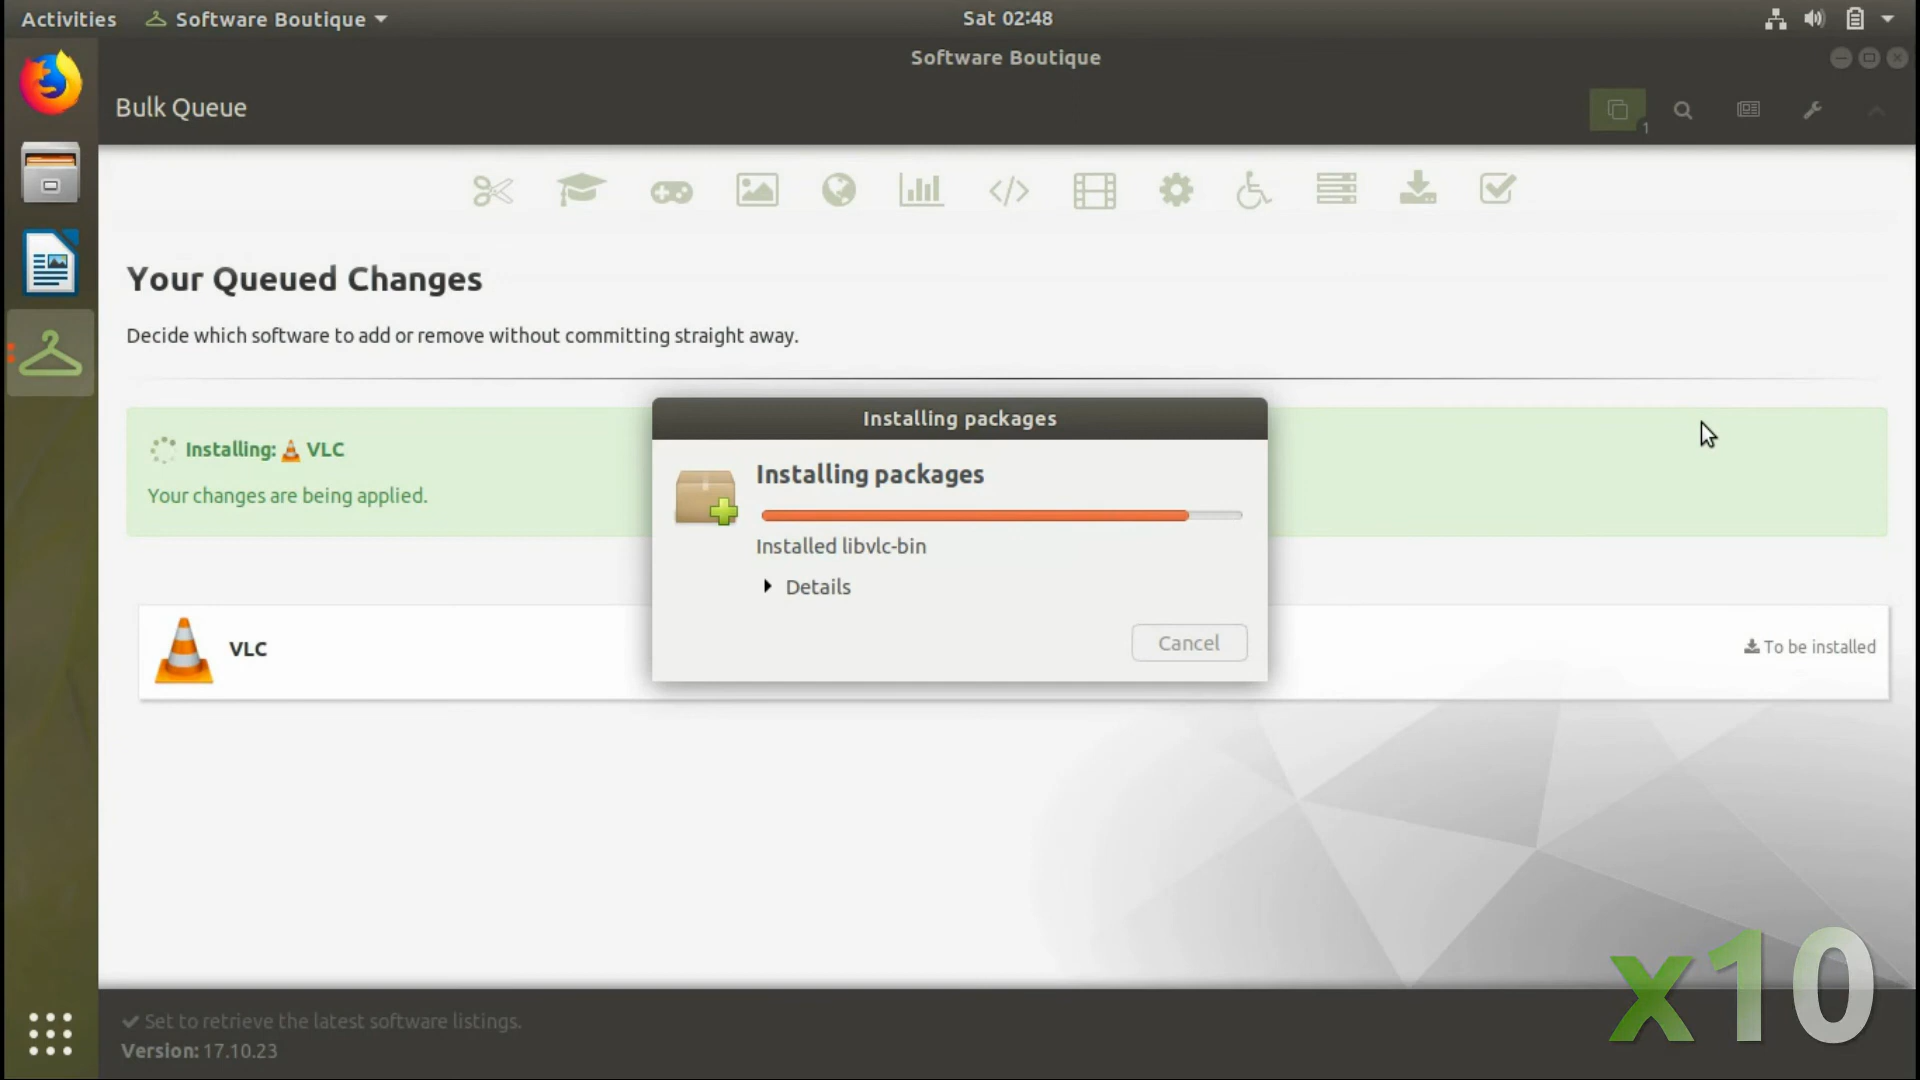 Activities
Software Boutique
Sat 02:48
Software Boutique
Bulk Queue
1
Your Queued Changes
Decide which software to add or remove without committing straight away.
Installing: VLC
Your changes are being applied.
Installing packages
Installing packages
Installed libvlc-bin
Details
Cancel
VLC
To be installed
x10
Set to retrieve the latest software listings.
Version: 17.10.23